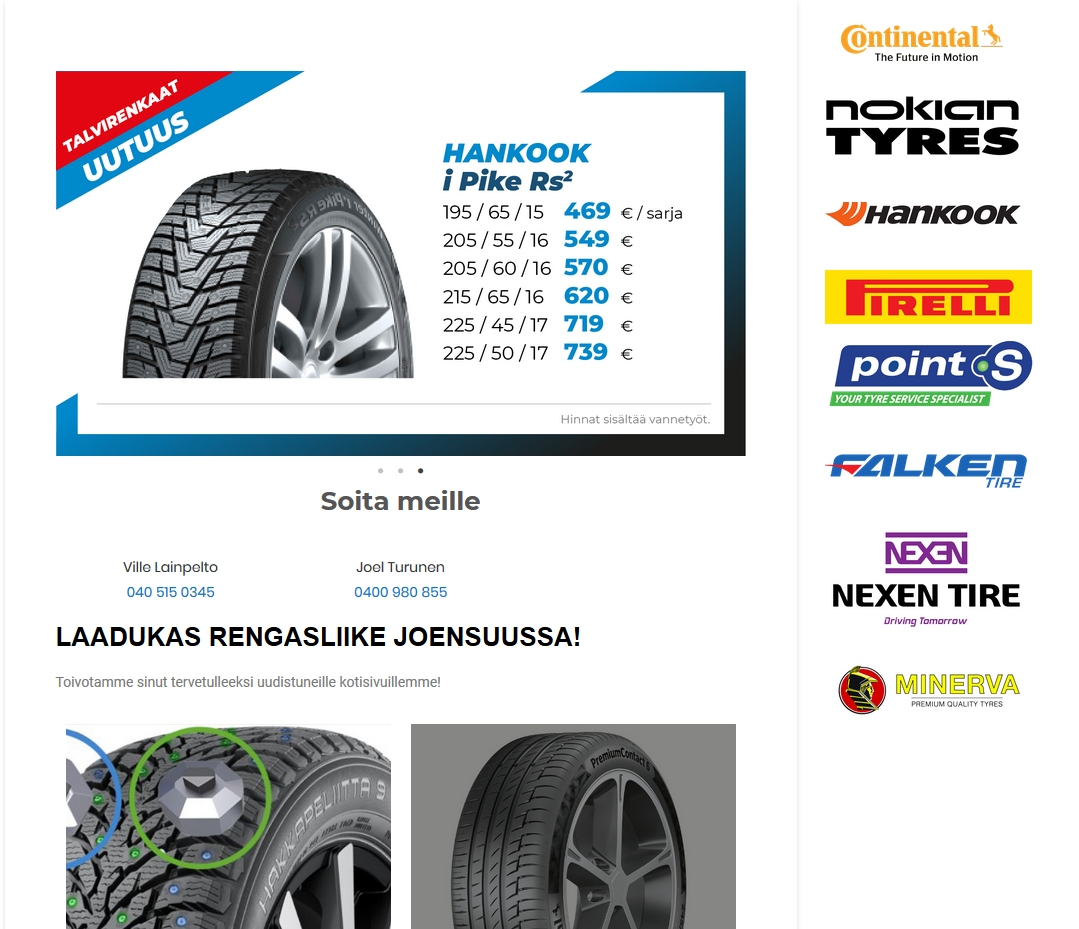 TALVIRENKAAT
UUTUUS
HANKOOK
i Pike Rs²
195 / 65 / 15 469 € / sarja
205 / 55 / 16 549 €
205 / 60 / 16 570 €
215 / 65 / 16 620 €
225 / 45 / 17 719 €
225 / 50 / 17 739 €
Hinnat sisältää vannetyöt.
Soita meille
Ville Lainpelto
040 515 0345
Joel Turunen
0400 980 855
LAADUKAS RENGASLIIKE JOENSUUSSA!
Toivotamme sinut tervetulleeksi uudistuneille kotisivuillemme!
HAKKAPELIITTA 9
PremiumContact 6
Continental
The Future in Motion
nokian
TYRES
HANKOOK
PIRELLI
point S
YOUR TYRE SERVICE SPECIALIST
FALKEN
TIRE
NEXEN
NEXEN TIRE
Driving Tomorrow
MINERVA
PREMIUM QUALITY TYRES